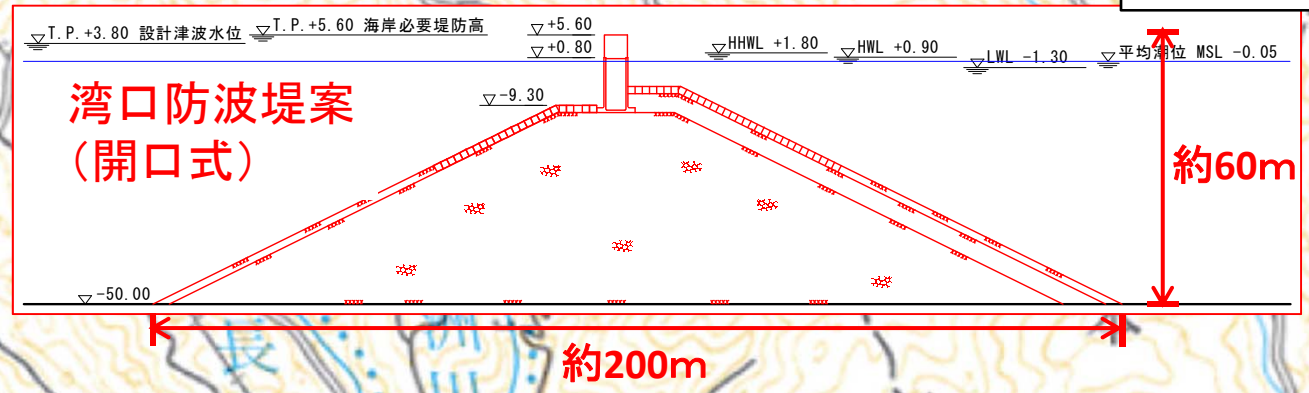 T.P.+3.80 設計津波水位
T.P.+5.60 海岸必要堤防高
+5.60
+0.80
HHWL +1.80
HWL +0.90
LWL -1.30
平均潮位 MSL -0.05
湾口防波堤案
（開口式）
-9.30
約60m
-50.00
約200m
長